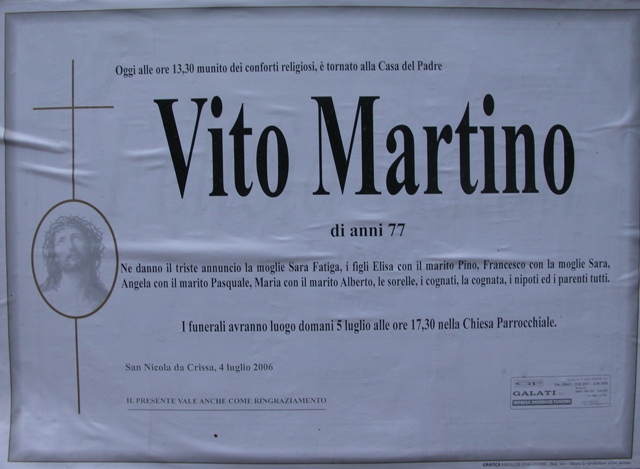 Oggi alle ore 13,30 munito dei conforti religiosi, è tornato alla Casa del Padre
Vito Martino
di anni 77
Ne danno il triste annuncio la moglie Sara Fatiga, i figli Elisa con il marito Pino, Francesco con la moglie Sara,
Angela con il marito Pasquale, Maria con il marito Alberto, le sorelle, i cognati, la cognata, i nipoti ed i parenti tutti.
I funerali avranno luogo domani 5 luglio alle ore 17,30 nella Chiesa Parrocchiale.
San Nicola da Crissa, 4 luglio 2006
IL PRESENTE VALE ANCHE COME RINGRAZIAMENTO
GALATI